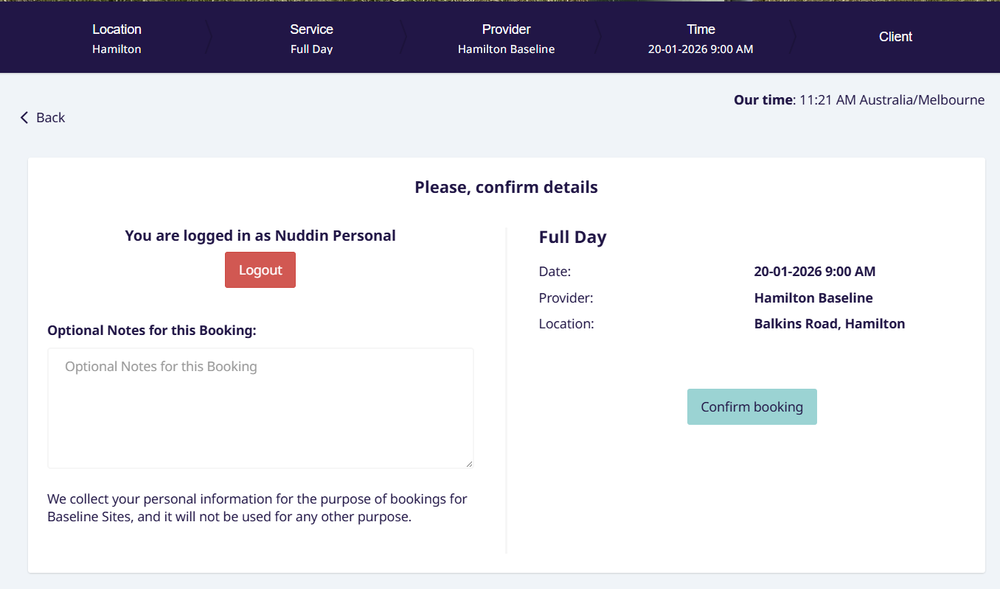 Location
Hamilton
Service
Full Day
Provider
Hamilton Baseline
Time
20-01-2026 9:00 AM
Client
Our time: 11:21 AM Australia/Melbourne
Back
Please, confirm details
You are logged in as Nuddin Personal
Logout
Optional Notes for this Booking:
Optional Notes for this Booking
We collect your personal information for the purpose of bookings for
Baseline Sites, and it will not be used for any other purpose.
Full Day
Date: 20-01-2026 9:00 AM
Provider: Hamilton Baseline
Location: Balkins Road, Hamilton
Confirm booking